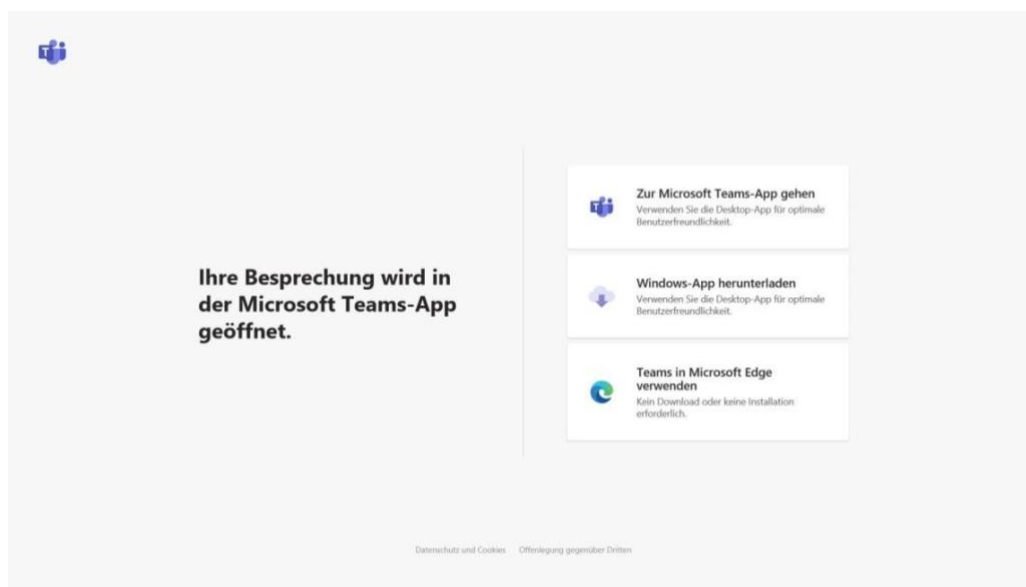 Ihre Besprechung wird in
der Microsoft Teams-App
geöffnet.
Zur Microsoft Teams-App gehen
Verwenden Sie die Desktop-App für optimale
Benutzerfreundlichkeit.
Windows-App herunterladen
Verwenden Sie die Desktop-App für optimale
Benutzerfreundlichkeit.
Teams in Microsoft Edge
verwenden
Kein Download oder keine Installation
erforderlich.
Datenschutz und Cookies Offenlegung gegenüber Dritten